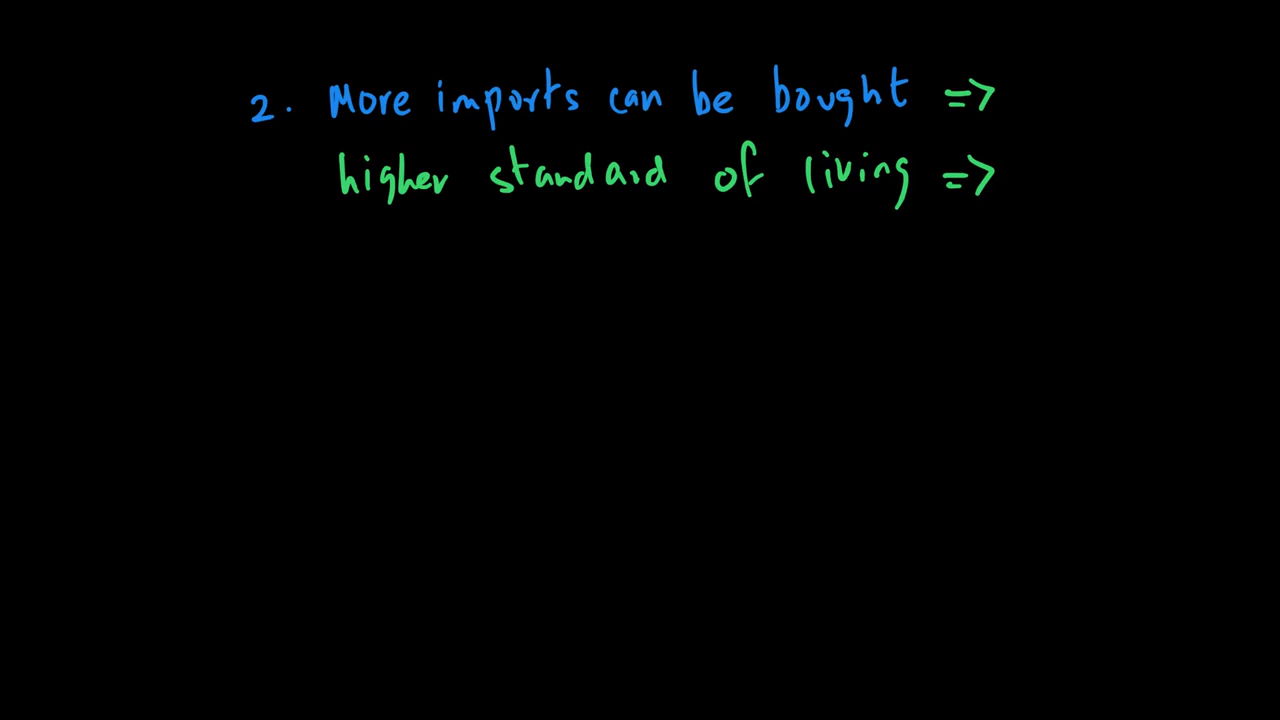 2. More imports can be bought =>
higher standard of living =>